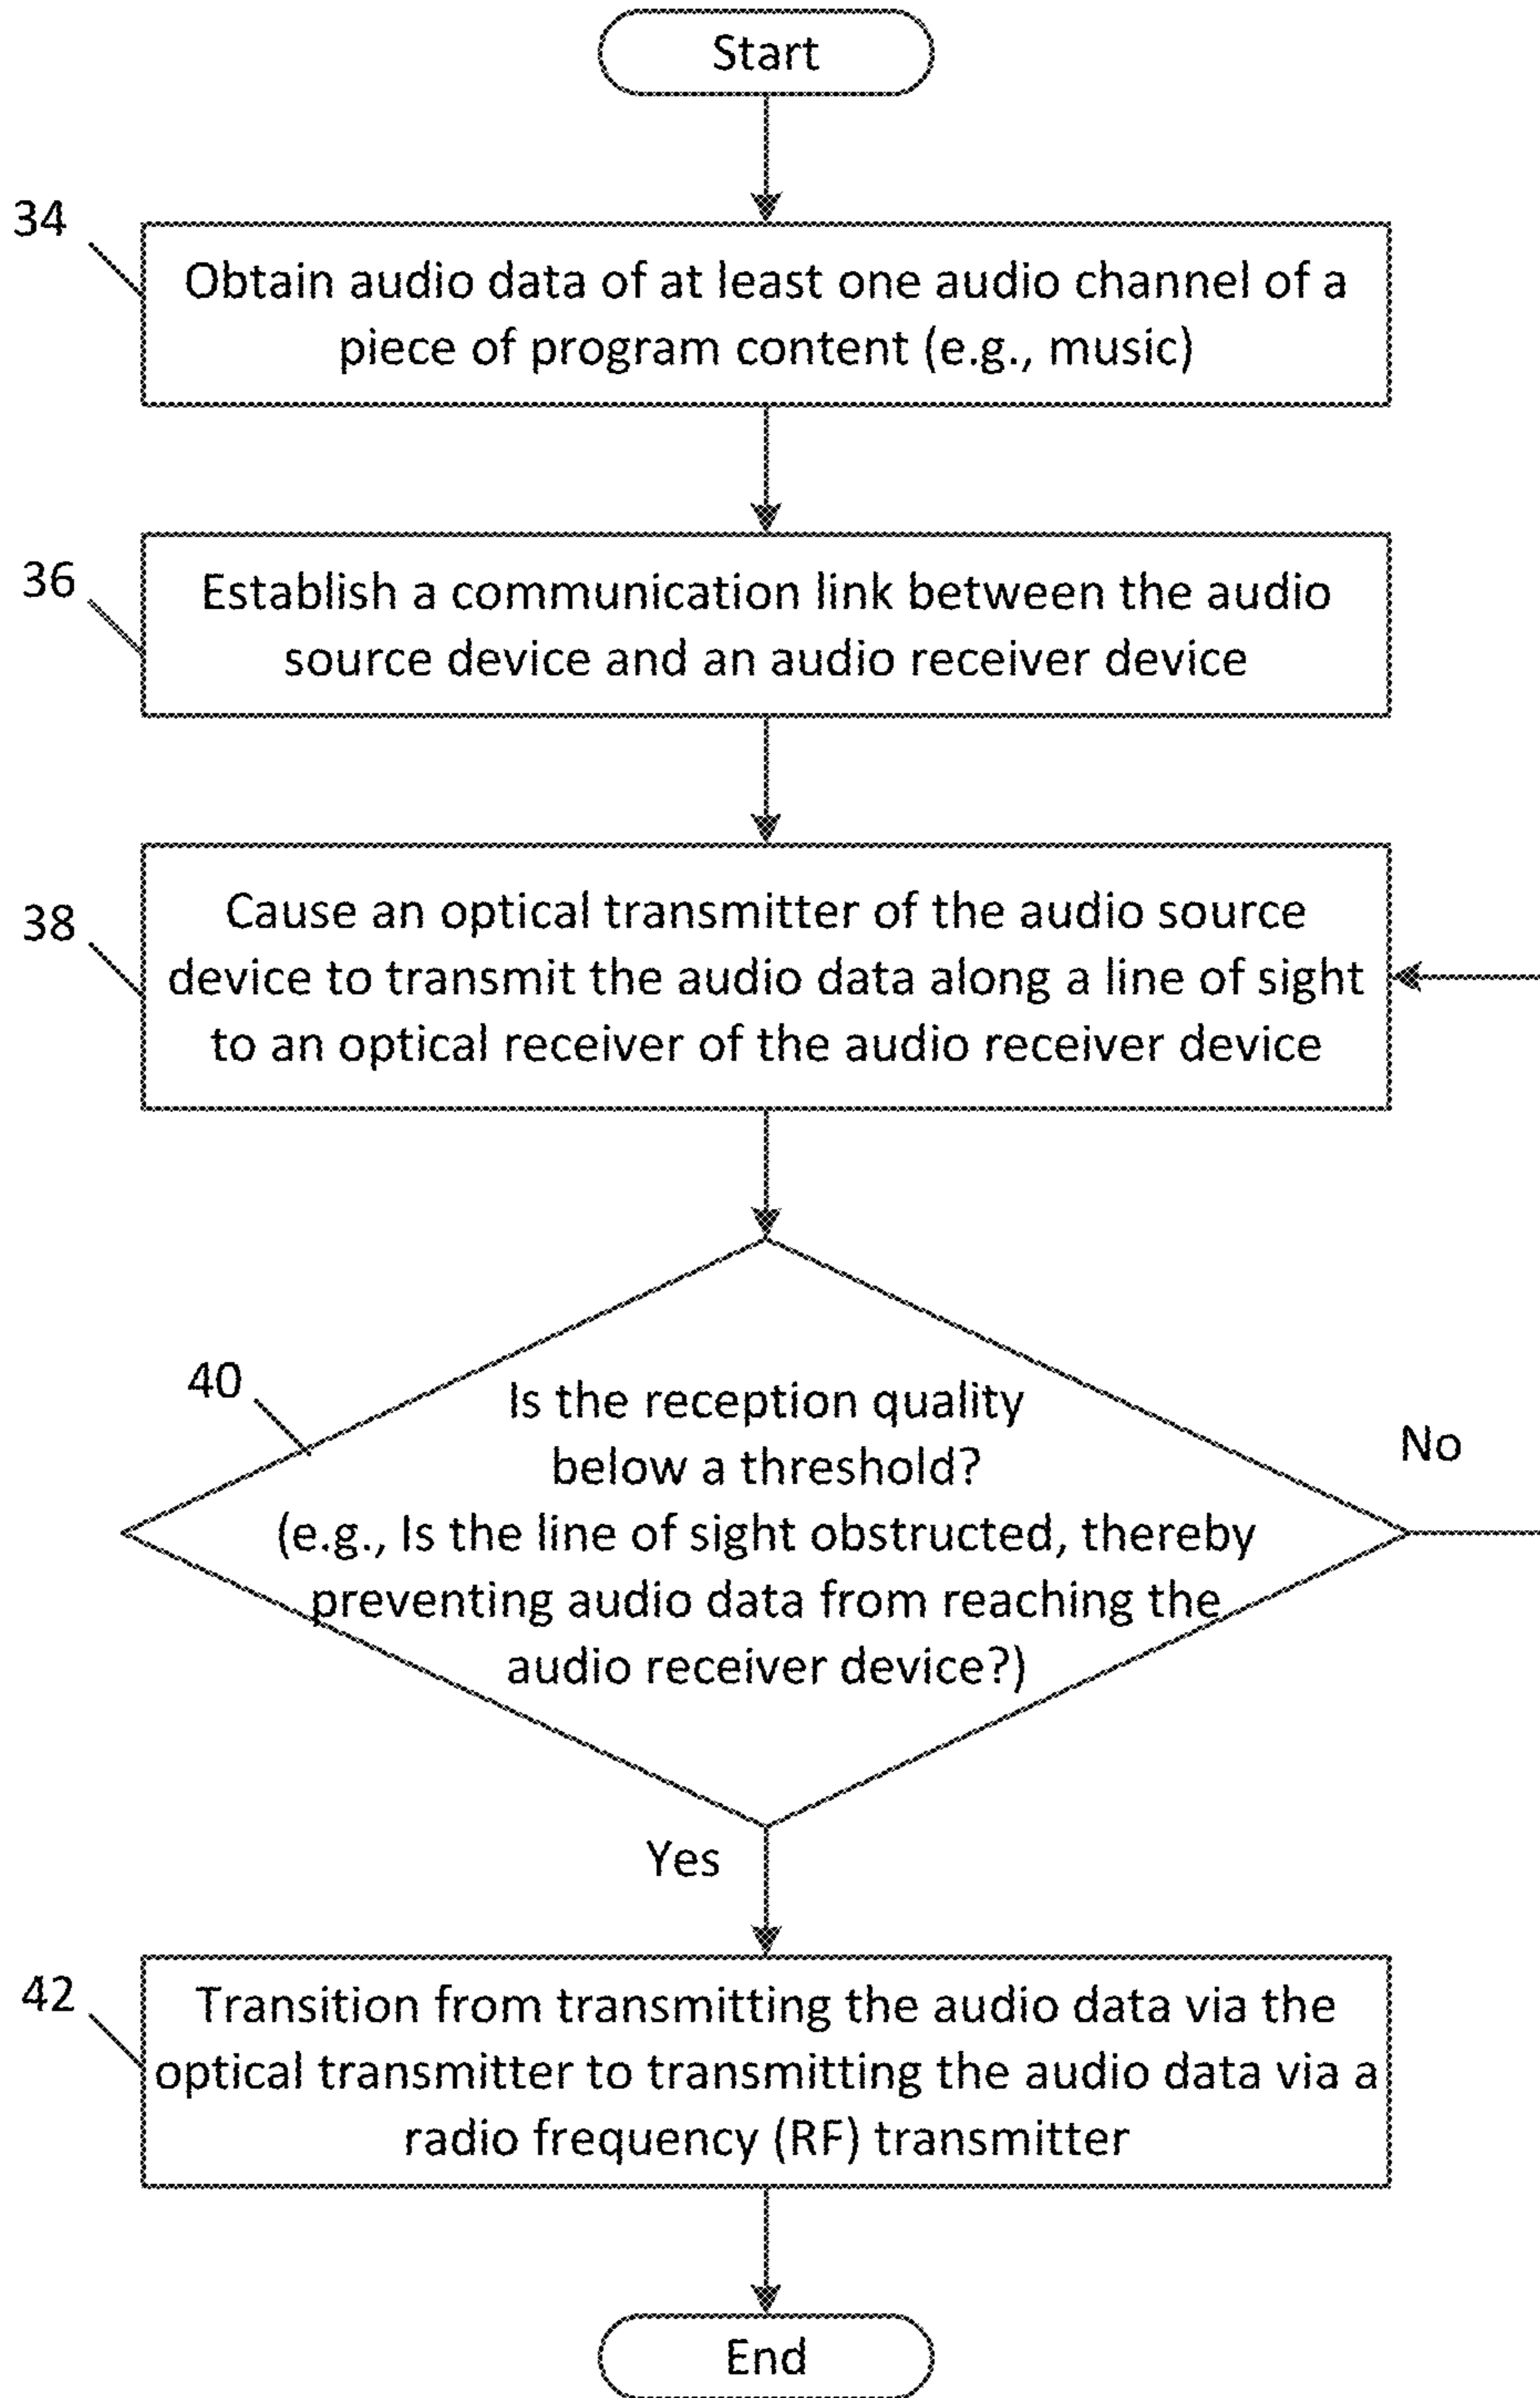 Start
34
Obtain audio data of at least one audio channel of a
piece of program content (e.g., music)
36
Establish a communication link between the audio
source device and an audio receiver device
38
Cause an optical transmitter of the audio source
device to transmit the audio data along a line of sight
to an optical receiver of the audio receiver device
40
Is the reception quality
below a threshold?
(e.g., Is the line of sight obstructed, thereby
preventing audio data from reaching the
audio receiver device?)
No
Yes
42
Transition from transmitting the audio data via the
optical transmitter to transmitting the audio data via a
radio frequency (RF) transmitter
End